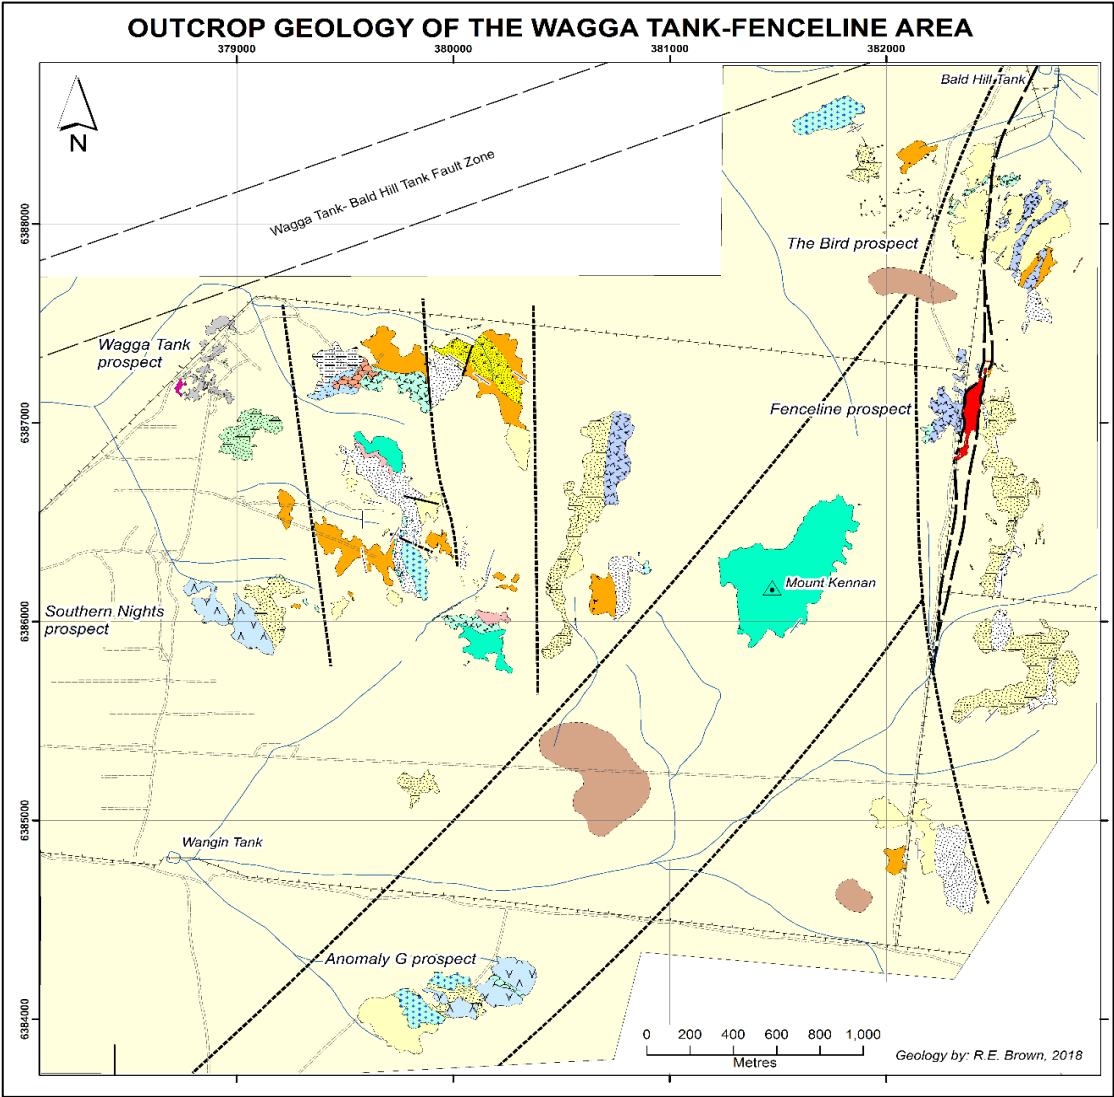 OUTCROP GEOLOGY OF THE WAGGA TANK-FENCELINE AREA
379000 380000 381000 382000
Bald Hill Tank
N
Wagga Tank- Bald Hill Tank Fault Zone
6388000
The Bird prospect
Wagga Tank
prospect
Fenceline prospect
6387000
Mount Kennan
Southern Nights
prospect
6386000
6385000
Wangin Tank
Anomaly G prospect
6384000
0 200 400 600 800 1,000
Metres
Geology by: R.E. Brown, 2018